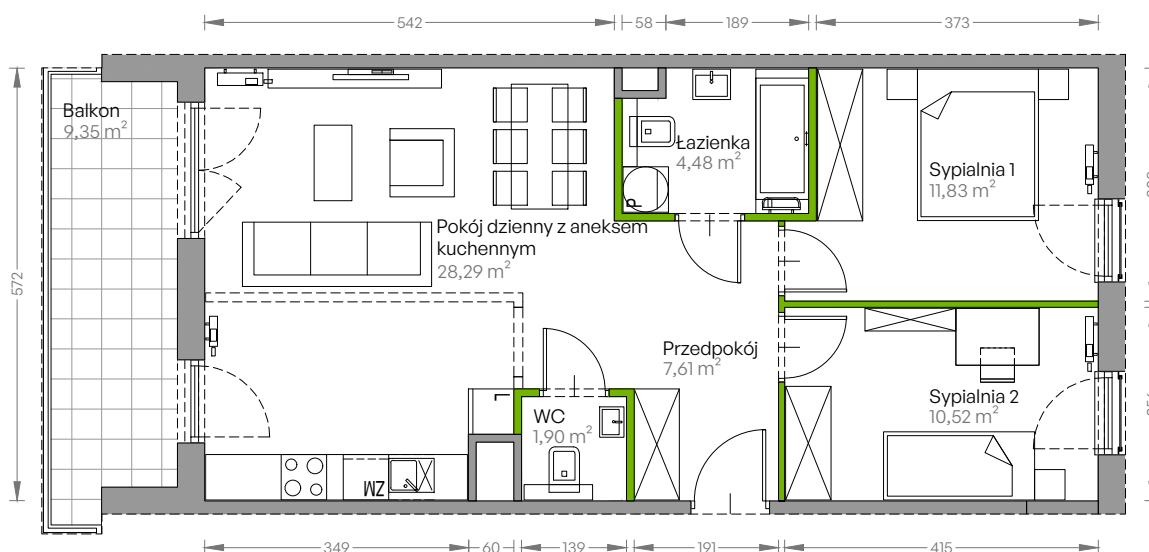 542
58
189
373
Balkon
9,35 m²
Łazienka
4,48 m²
Sypialnia 1
11,83 m²
P
Pokój dzienny z aneksem
kuchennym
28,29 m²
572
Przedpokój
7,61 m²
L
WC
1,90 m²
Sypialnia 2
10,52 m²
ZM
349
60
139
191
415